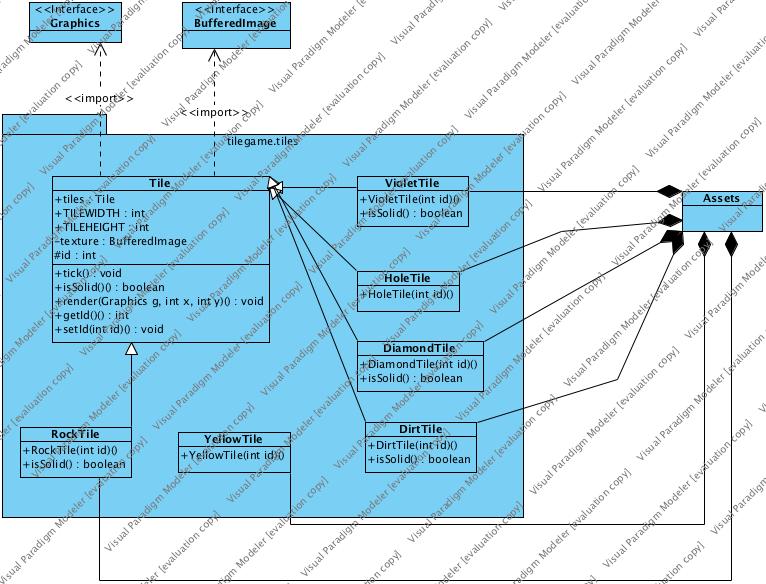 <<Interface>>
Graphics
<<Interface>>
BufferedImage
<<import>>
<<import>>
tilegame.tiles
Tile
+tiles : Tile
+TILEWIDTH : int
+TILEHEIGHT : int
-texture : BufferedImage
#id : int
+tick() : void
+isSolid()() : boolean
+render(Graphics g, int x, int y)() : void
+getId()() : int
+setId(int id)() : void
VioletTile
+VioletTile(int id)()
+isSolid() : boolean
Assets
HoleTile
+HoleTile(int id)()
DiamondTile
+DiamondTile(int id)()
+isSolid() : boolean
DirtTile
+DirtTile(int id)()
+isSolid() : boolean
RockTile
+RockTile(int id)()
+isSolid() : boolean
YellowTile
+YellowTile(int id)()
Visual Paradigm Modeler [evaluation copy]